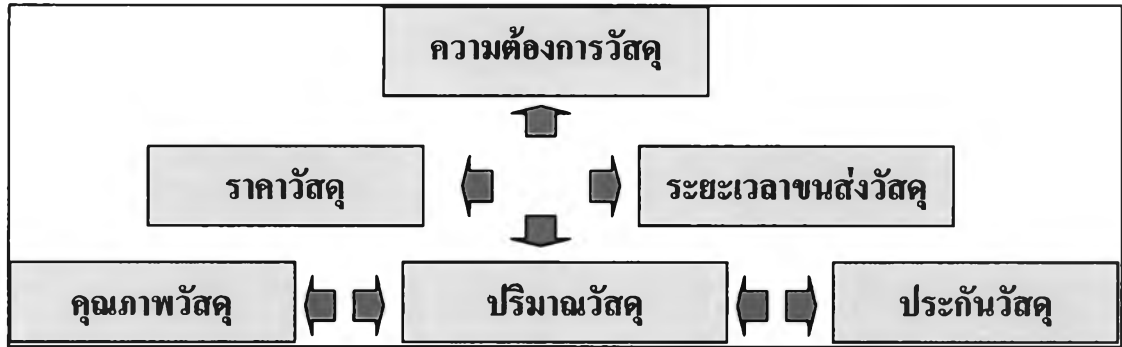 ความต้องการวัสดุ
ราคาวัสดุ
ระยะเวลาขนส่งวัสดุ
คุณภาพวัสดุ
ปริมาณวัสดุ
ประกันวัสดุ